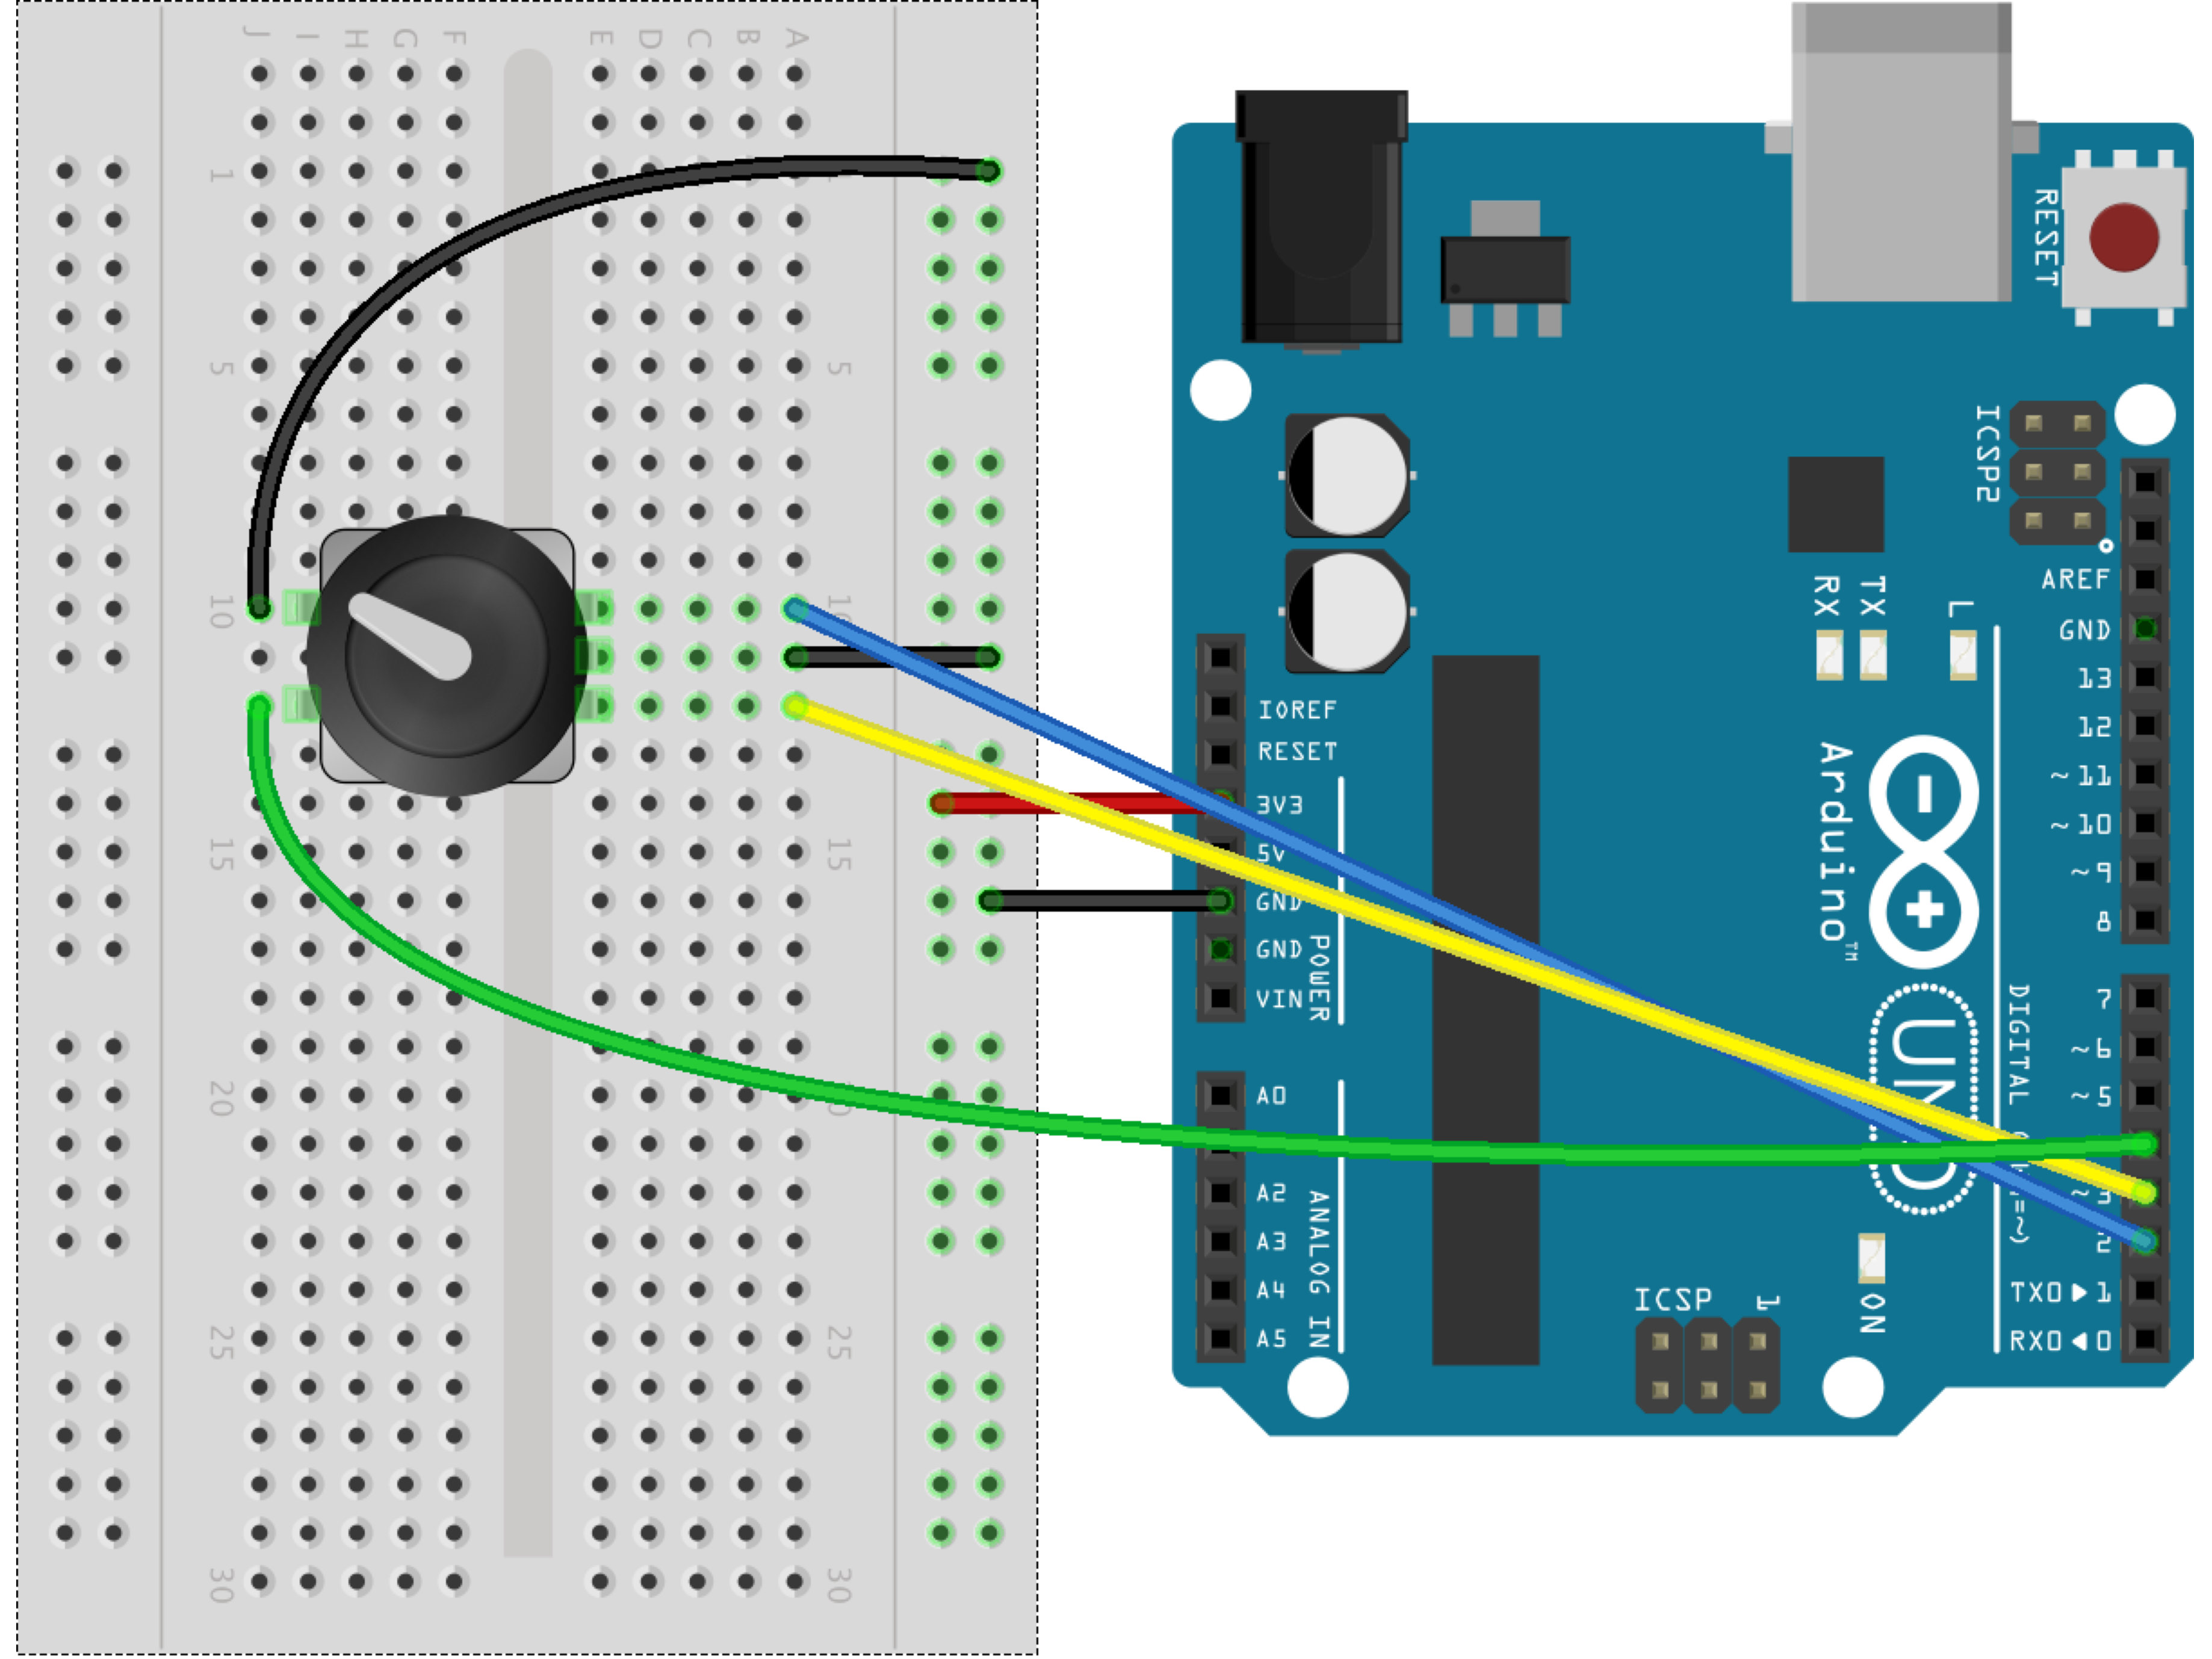 J I H G F E D C B A
1
5 5
10 10
15 15
20
25 25
30 30
RESET
ICSP2
AREF
GND
RX TX L
13
12
~11
~10
~9
8
IOREF
RESET
3V3
5V
GND
GND
VIN
POWER
Arduino™
UNO
DIGITAL
7
~6
~5
~3
2
TX0▶1
RX0◀0
A0
A2
A3
A4
A5
ANALOG IN
ICSP 1
ON